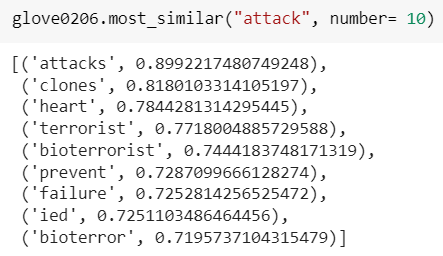 glove0206.most_similar("attack", number= 10)
[('attacks', 0.8992217480749248),
('clones', 0.8180103314105197),
('heart', 0.7844281314295445),
('terrorist', 0.7718004885729588),
('bioterrorist', 0.7444183748171319),
('prevent', 0.7287099666128274),
('failure', 0.7252814256525472),
('ied', 0.7251103486464456),
('bioterror', 0.7195737104315479)]